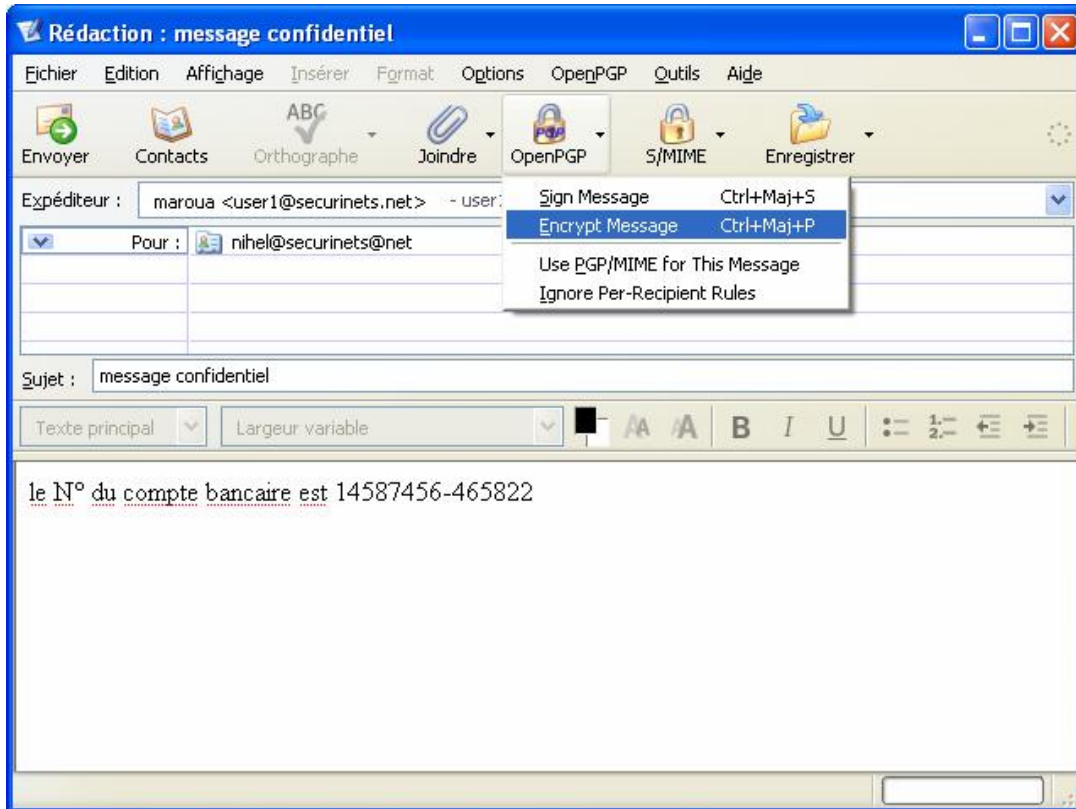 Rédaction : message confidentiel
Fichier Edition Affichage Insérer Format Options OpenPGP Outils Aide
ABC
PGP
Envoyer Contacts Orthographe Joindre OpenPGP S/MIME Enregistrer
Expéditeur : maroua <user1@securinets.net> - user
Sign Message Ctrl+Maj+S
Encrypt Message Ctrl+Maj+P
Use PGP/MIME for This Message
Ignore Per-Recipient Rules
Pour : nihel@securinets@net
Sujet : message confidentiel
Texte principal Largeur variable AA AA B I U
le N° du compte bancaire est 14587456-465822